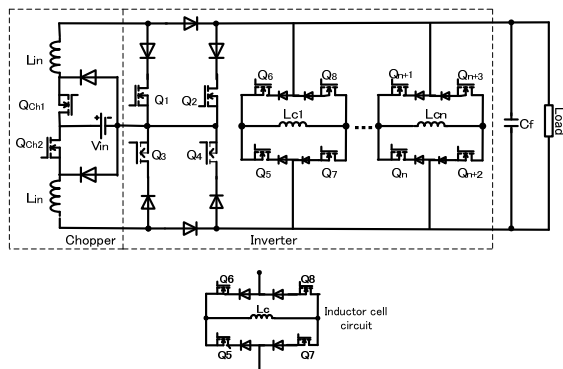 Lin
QCh1
QCh2
Vin
Lin
Q1
Q2
Q3
Q4
Q6
Q8
Lc1
Q5
Q7
Qn+1
Qn+3
Lcn
Qn
Qn+2
Cf
Load
Chopper
Inverter
Q6
Q8
Lc
Q5
Q7
Inductor cell
circuit